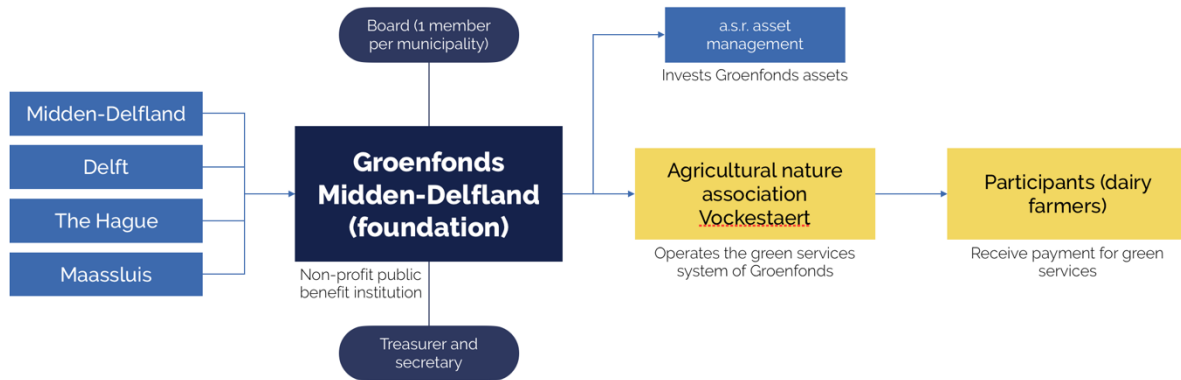 Board (1 member
per municipality)
a.s.r. asset
management
Invests Groenfonds assets
Midden-Delfland
Delft
The Hague
Maassluis
Groenfonds
Midden-Delfland
(foundation)
Non-profit public
benefit institution
Agricultural nature
association
Vockestaert
Operates the green services
system of Groenfonds
Participants (dairy
farmers)
Receive payment for green
services
Treasurer and
secretary